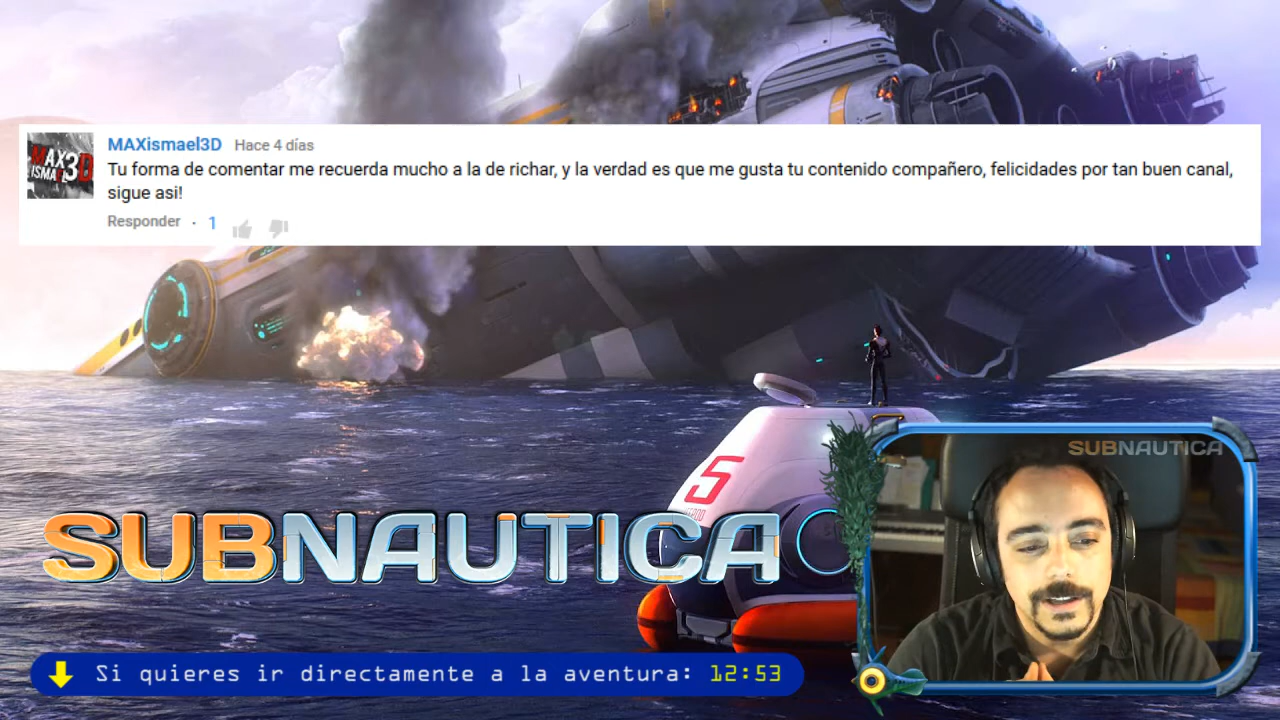 MAXismael3D Hace 4 días
MAX3D
ISMA
Tu forma de comentar me recuerda mucho a la de richar, y la verdad es que me gusta tu contenido compañero, felicidades por tan buen canal,
sigue asi!
Responder · 1
5
SUBNAUTICA
SUBNAUTICA
Si quieres ir directamente a la aventura: 12:53